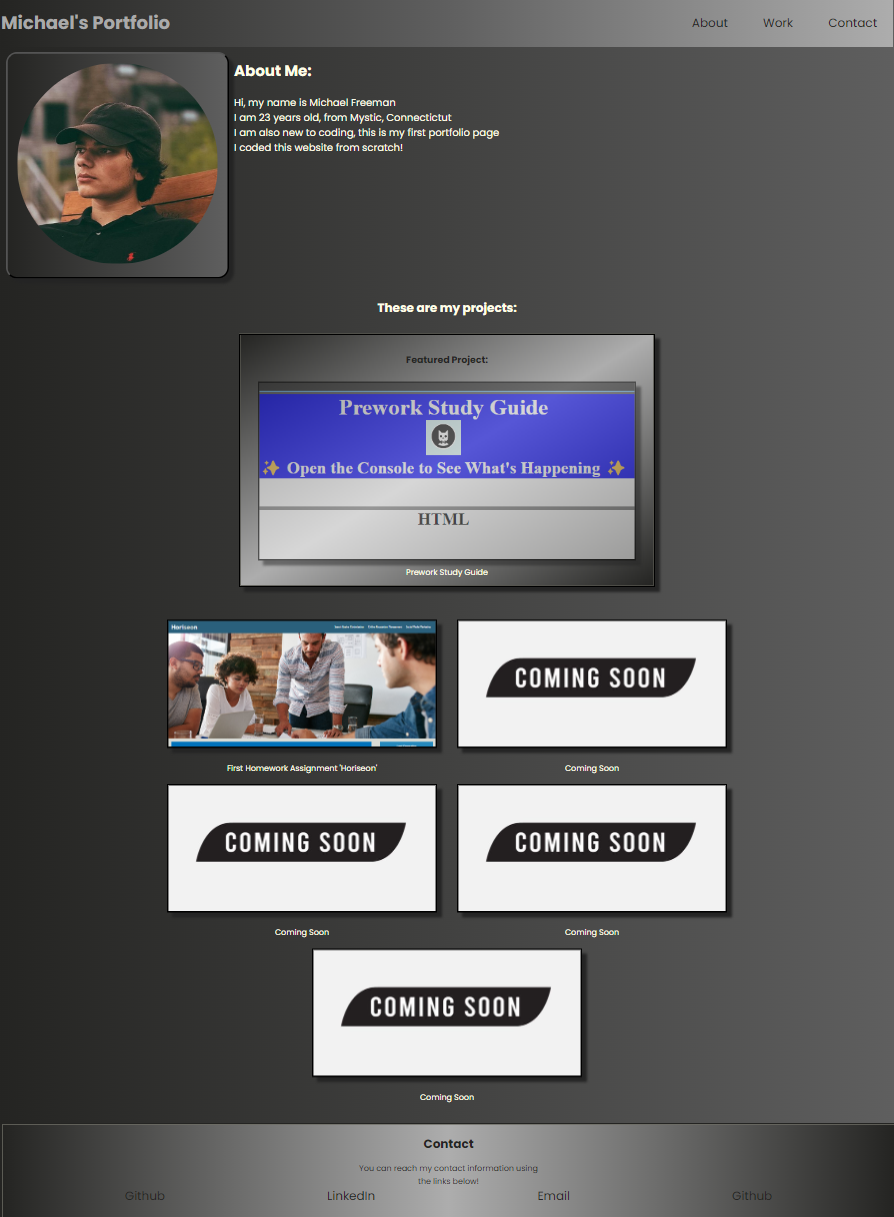 Michael's Portfolio
About Work Contact
About Me:
Hi, my name is Michael Freeman
I am 23 years old, from Mystic, Connectictut
I am also new to coding, this is my first portfolio page
I coded this website from scratch!
These are my projects:
Featured Project:
Prework Study Guide
✨ Open the Console to See What's Happening ✨
HTML
Prework Study Guide
Horiseon
First Homework Assignment 'Horiseon'
COMING SOON
Coming Soon
COMING SOON
Coming Soon
COMING SOON
Coming Soon
COMING SOON
Coming Soon
Contact
You can reach my contact information using
the links below!
Github LinkedIn Email Github